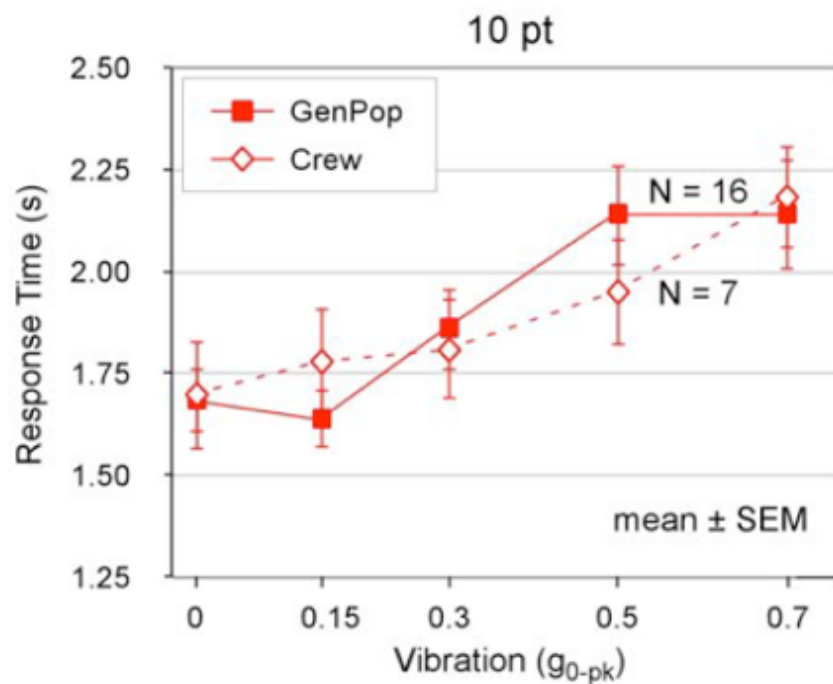 10 pt
2.50
2.25
2.00
1.75
1.50
1.25
Response Time (s)
GenPop
Crew
N = 16
N = 7
mean ± SEM
0 0.15 0.3 0.5 0.7
Vibration (g0-pk)